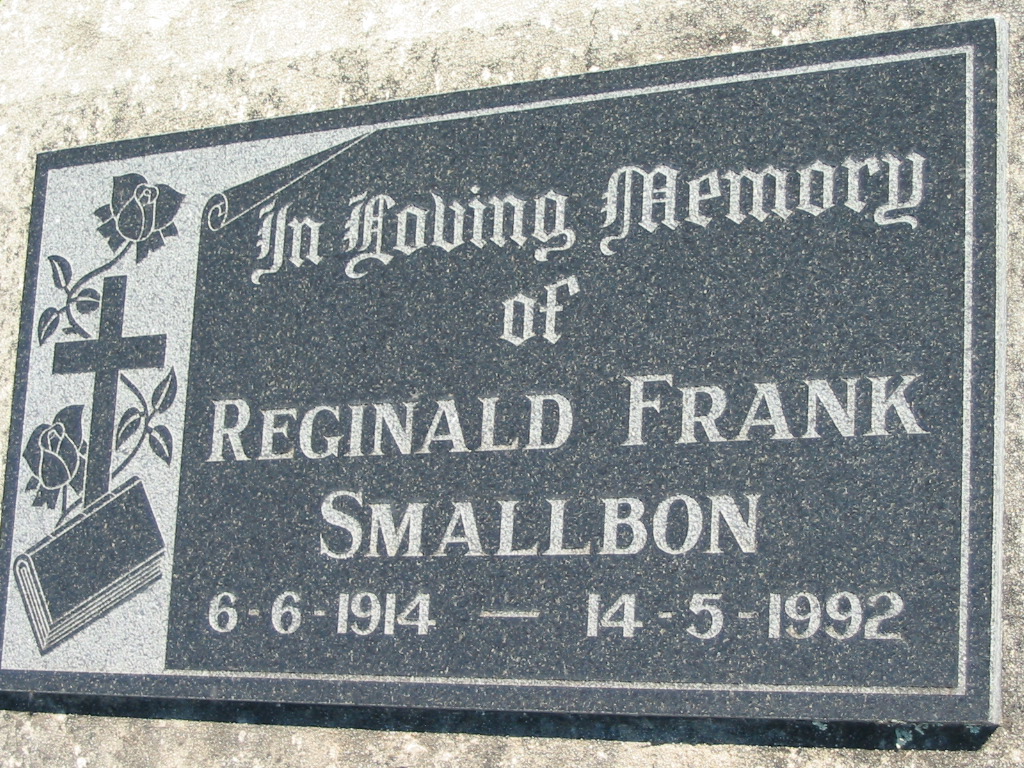 In Loving Memory
of
REGINALD FRANK
SMALLBON
6-6-1914 — 14-5-1992